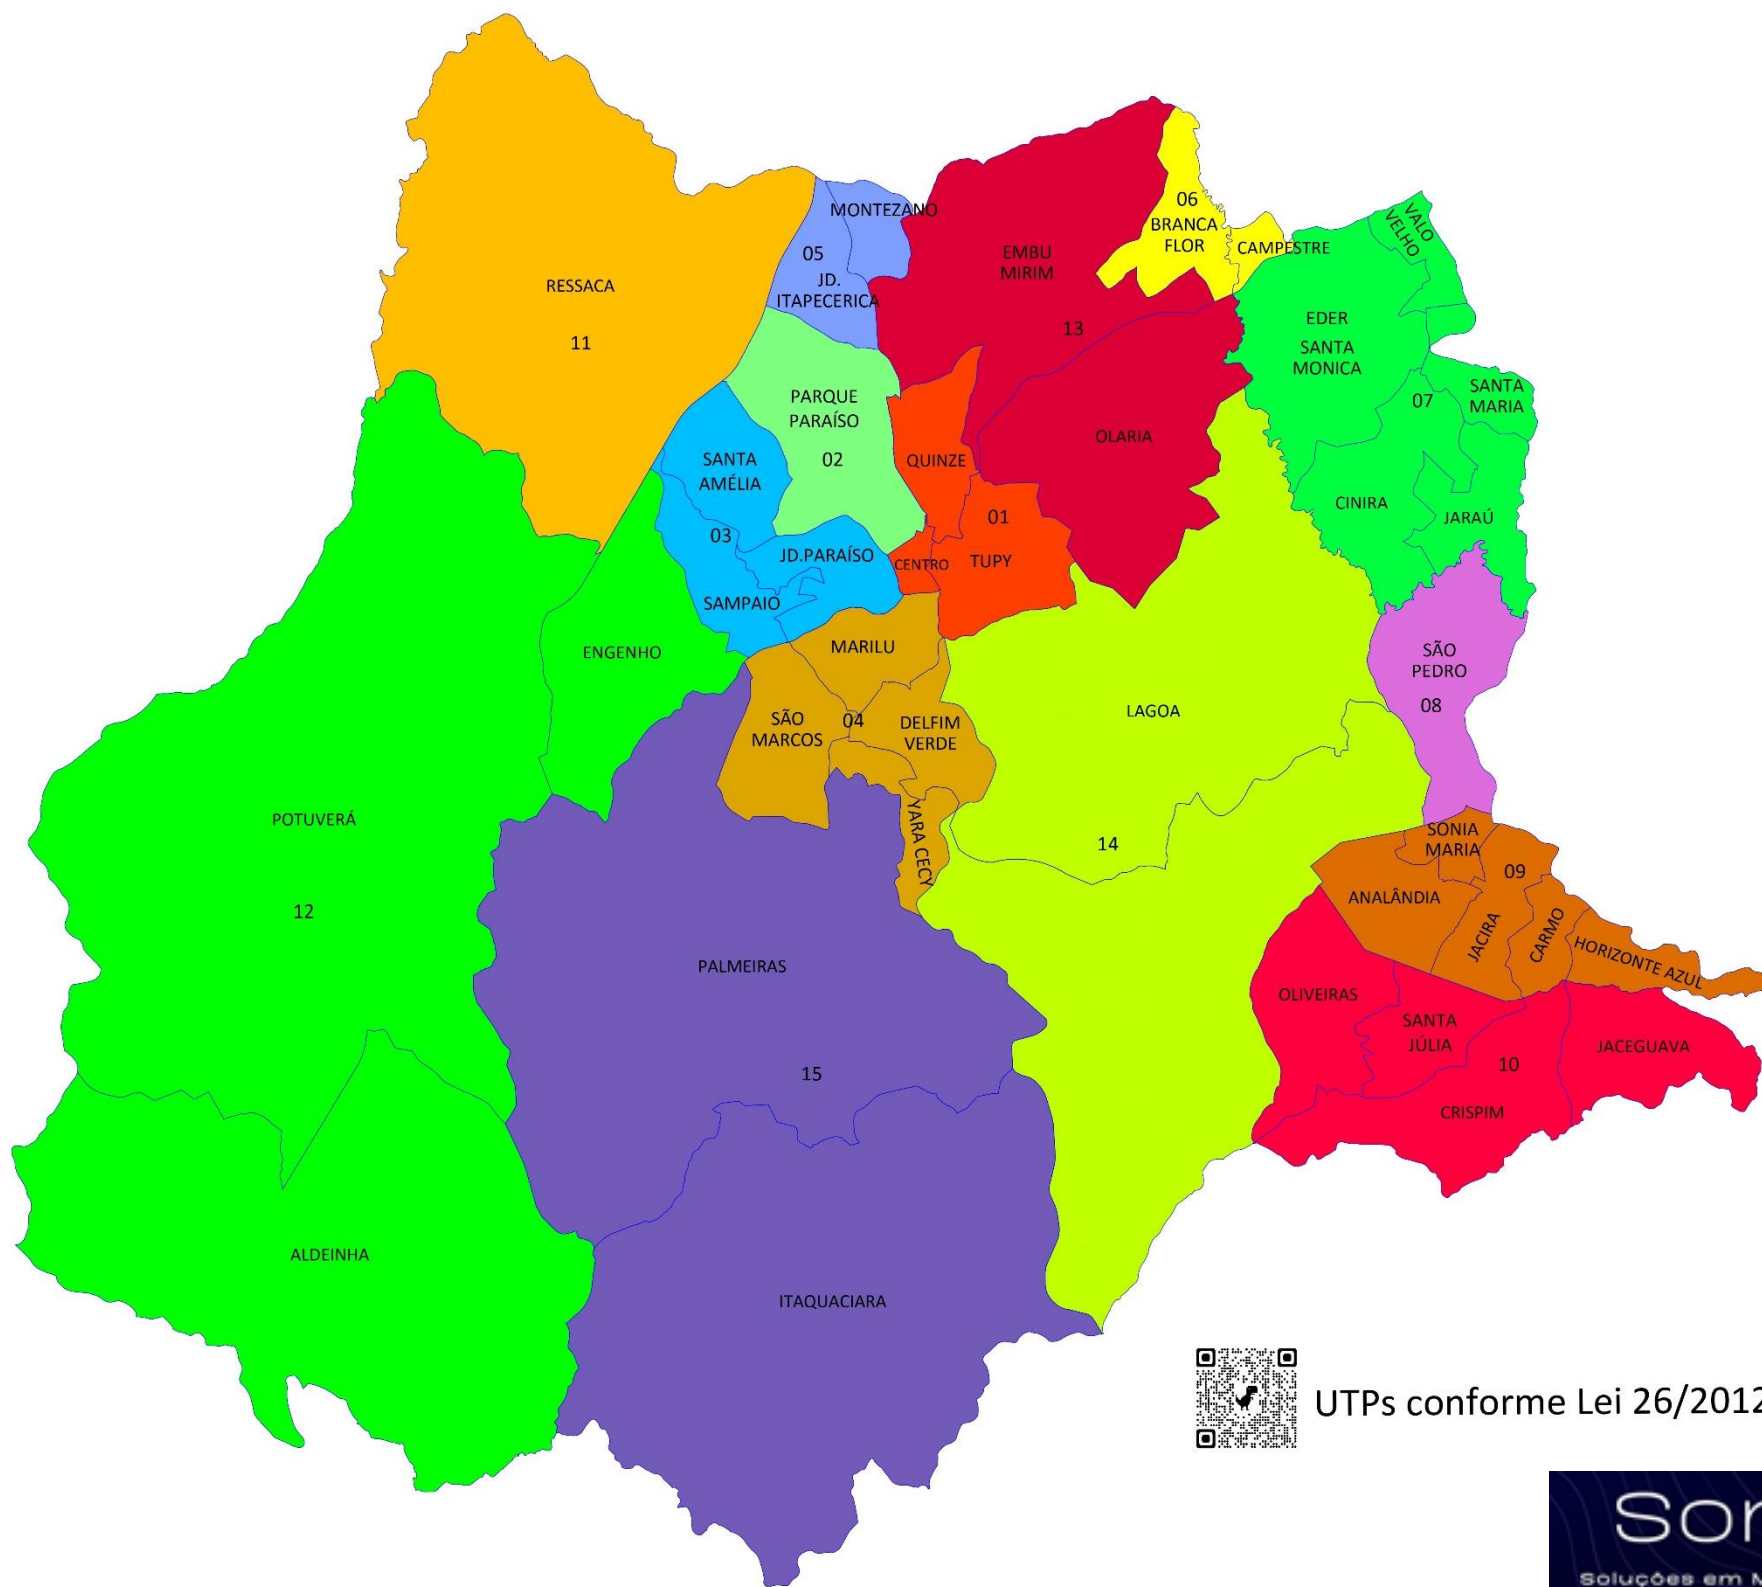 MONTEZANO
06
BRANCA
FLOR
VALO
VELHO
CAMPESTRE
05
JD.
ITAPECERICA
EMBU
MIRIM
RESSACA
11
13
EDER
SANTA
MONICA
SANTA
MARIA
07
PARQUE
PARAÍSO
02
OLARIA
QUINZE
SANTA
AMÉLIA
CINIRA
JARAÚ
01
TUPY
03
JD.PARAÍSO
CENTRO
SAMPAIO
ENGENHO
MARILU
SÃO
PEDRO
08
LAGOA
SÃO
MARCOS
04
DELFIM
VERDE
POTUVERÁ
12
YARA CECY
14
SONIA
MARIA
09
ANALÂNDIA
JACIRA
CARMO
HORIZONTE AZUL
PALMEIRAS
15
OLIVEIRAS
SANTA
JÚLIA
10
JACEGUAVA
CRISPIM
ALDEINHA
ITAQUACIARA
UTPs conforme Lei 26/2012
Soluções em